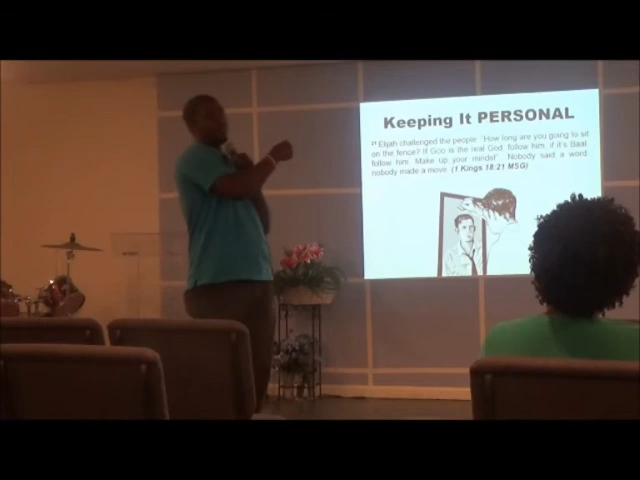 Keeping It PERSONAL
21 Elijah challenged the people: "How long are you going to sit
on the fence? If GOD is the real God, follow him; if it's Baal,
follow him. Make up your minds!" Nobody said a word;
nobody made a move. (1 Kings 18:21 MSG)